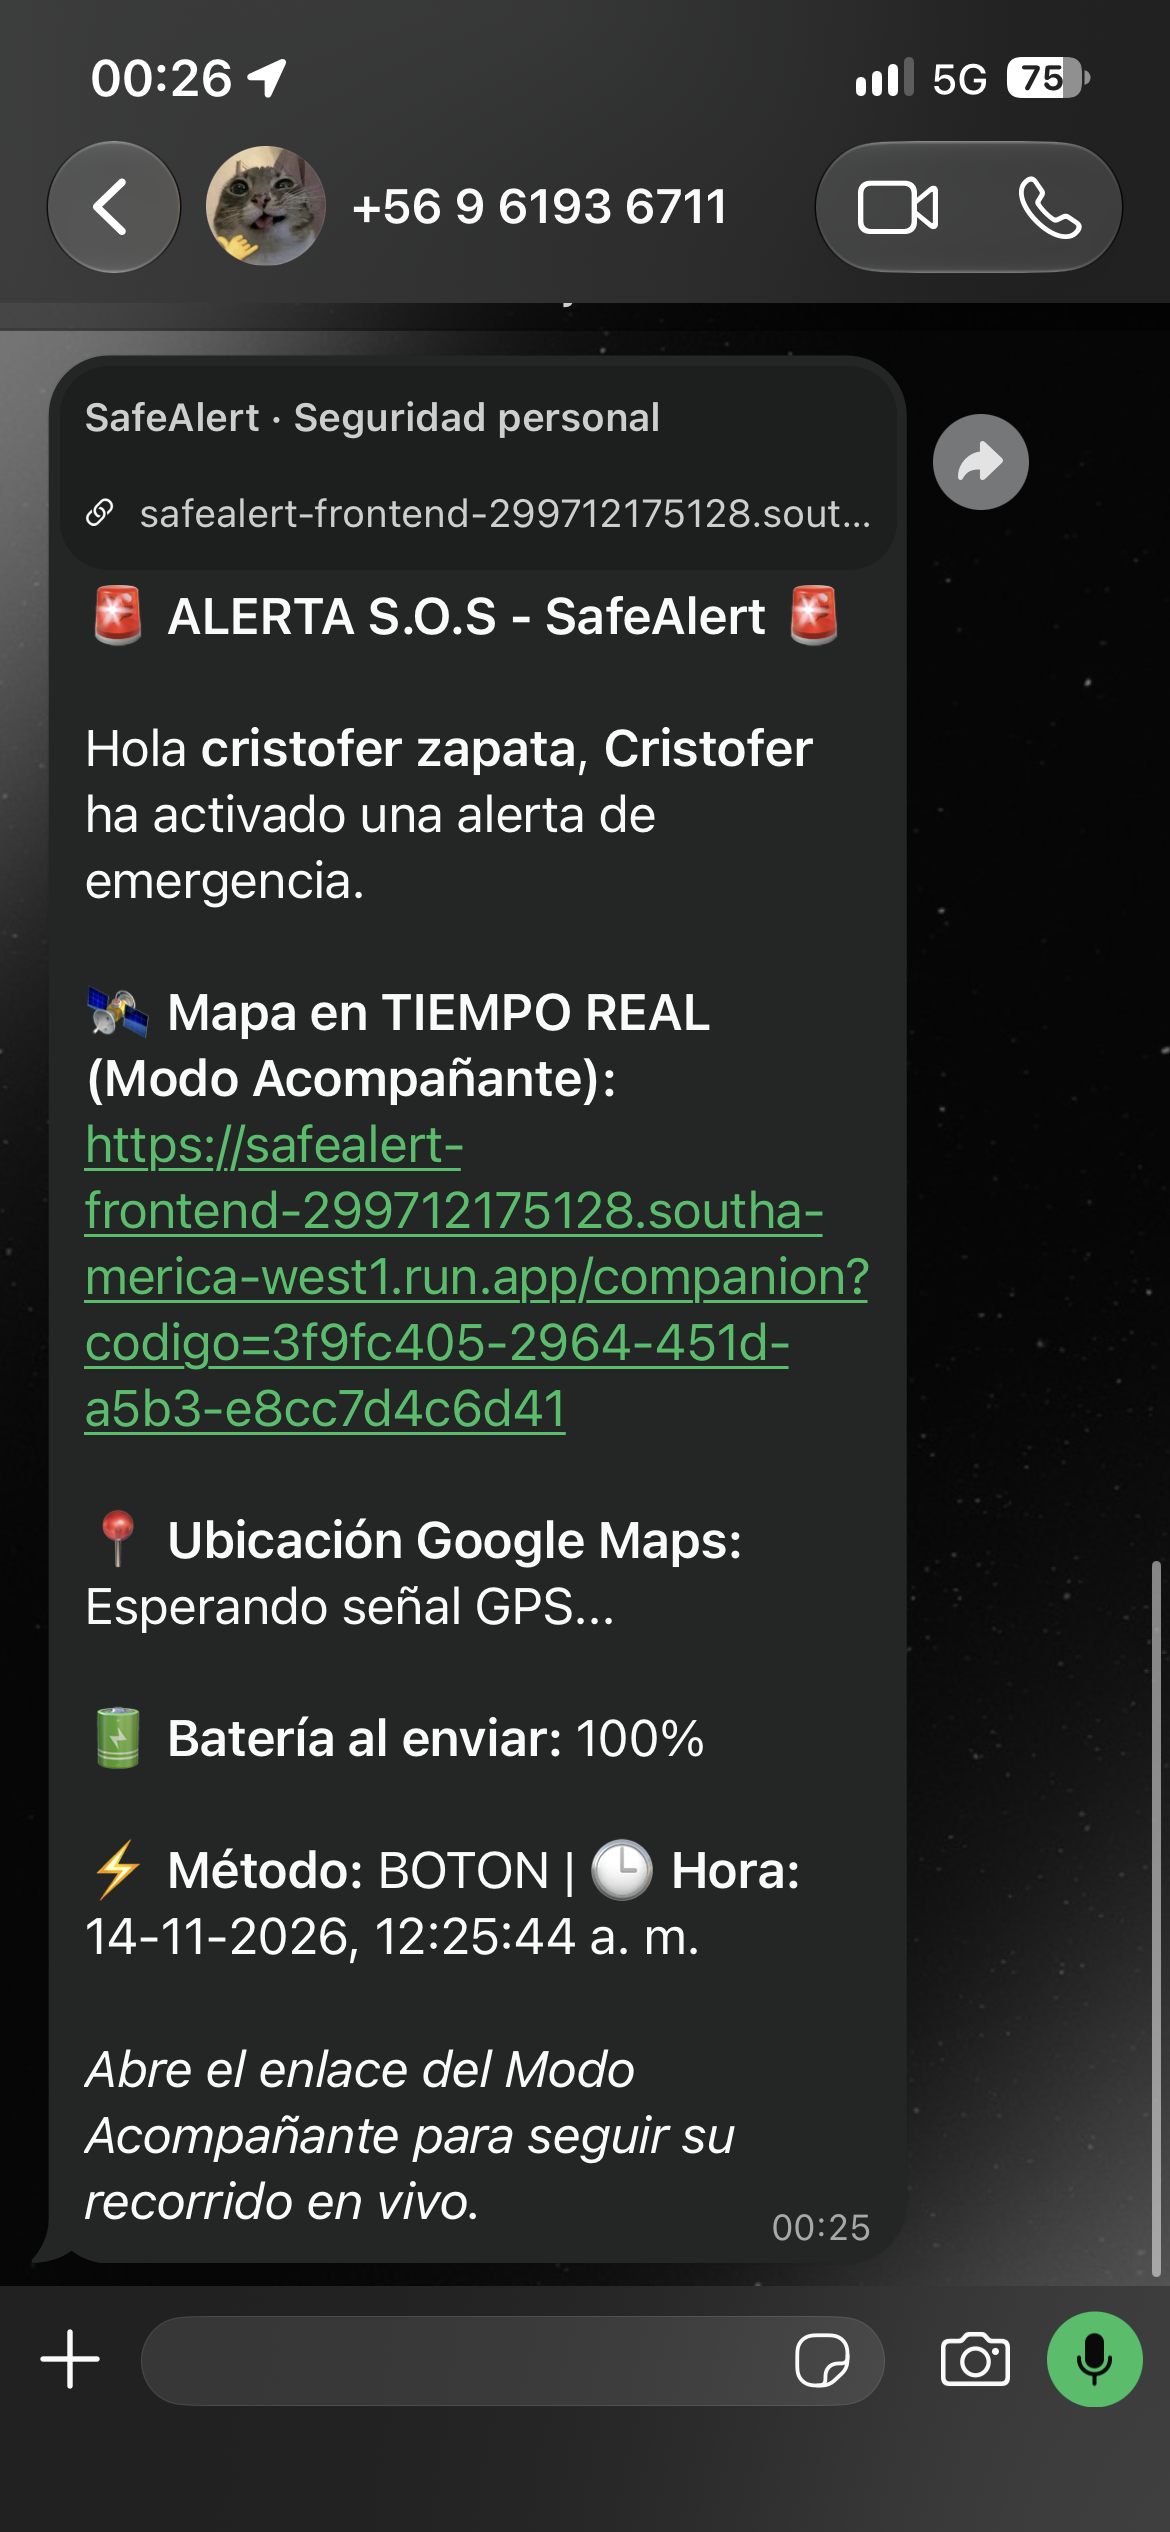 00:26
5G 75
+56 9 6193 6711
SafeAlert · Seguridad personal
safealert-frontend-299712175128.sout...
🚨 ALERTA S.O.S - SafeAlert 🚨
Hola cristofer zapata, Cristofer
ha activado una alerta de
emergencia.
🛰️ Mapa en TIEMPO REAL
(Modo Acompañante):
https://safealert-
frontend-299712175128.southa-
merica-west1.run.app/companion?
codigo=3f9fc405-2964-451d-
a5b3-e8cc7d4c6d41
📍 Ubicación Google Maps:
Esperando señal GPS...
🔋 Batería al enviar: 100%
⚡ Método: BOTON | 🕒 Hora:
14-11-2026, 12:25:44 a. m.
Abre el enlace del Modo
Acompañante para seguir su
recorrido en vivo.
00:25